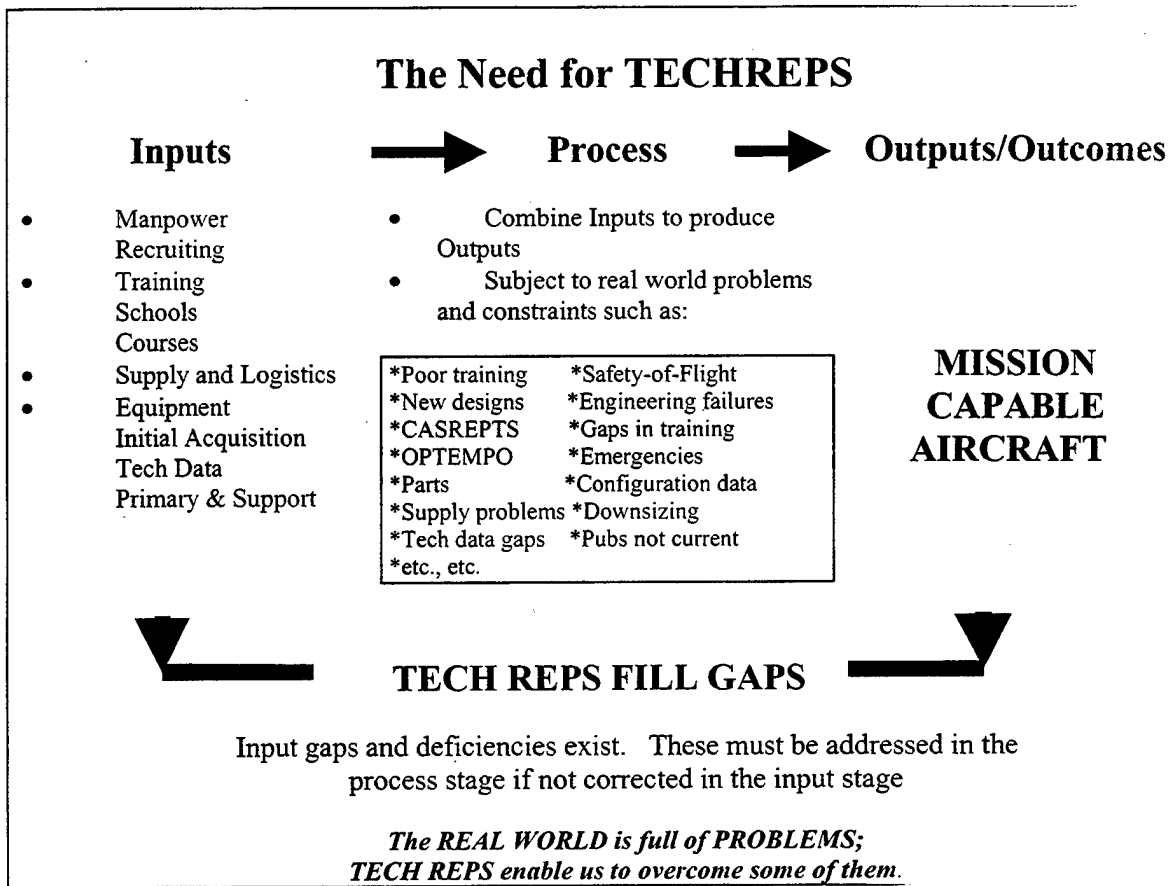 The Need for TECHREPS
Inputs Process Outputs/Outcomes
• Manpower
Recruiting
• Training
Schools
Courses
• Supply and Logistics
• Equipment
Initial Acquisition
Tech Data
Primary & Support
• Combine Inputs to produce
Outputs
• Subject to real world problems
and constraints such as:
*Poor training *Safety-of-Flight
*New designs *Engineering failures
*CASREPTS *Gaps in training
*OPTEMPO *Emergencies
*Parts *Configuration data
*Supply problems *Downsizing
*Tech data gaps *Pubs not current
*etc., etc.
MISSION
CAPABLE
AIRCRAFT
TECH REPS FILL GAPS
Input gaps and deficiencies exist. These must be addressed in the
process stage if not corrected in the input stage
The REAL WORLD is full of PROBLEMS;
TECH REPS enable us to overcome some of them.